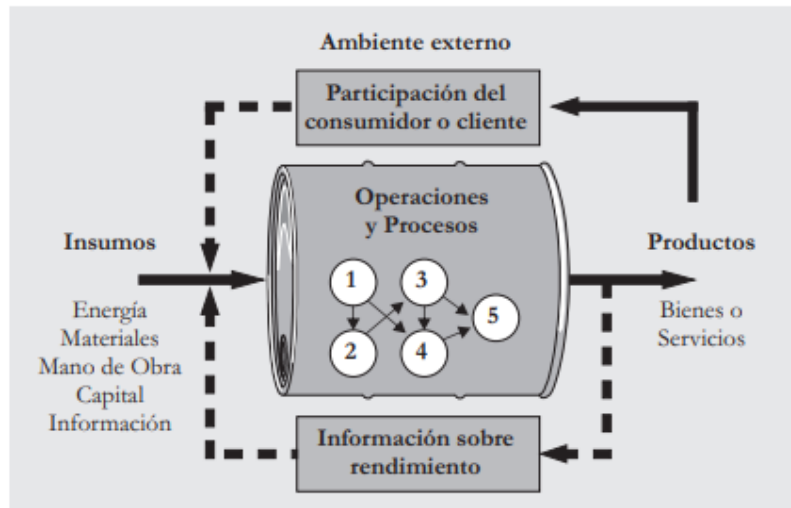 Ambiente externo
Participación del
consumidor o cliente
Operaciones
y Procesos
Insumos
Productos
1
3
5
2
4
Energía
Materiales
Mano de Obra
Capital
Información
Bienes o
Servicios
Información sobre
rendimiento